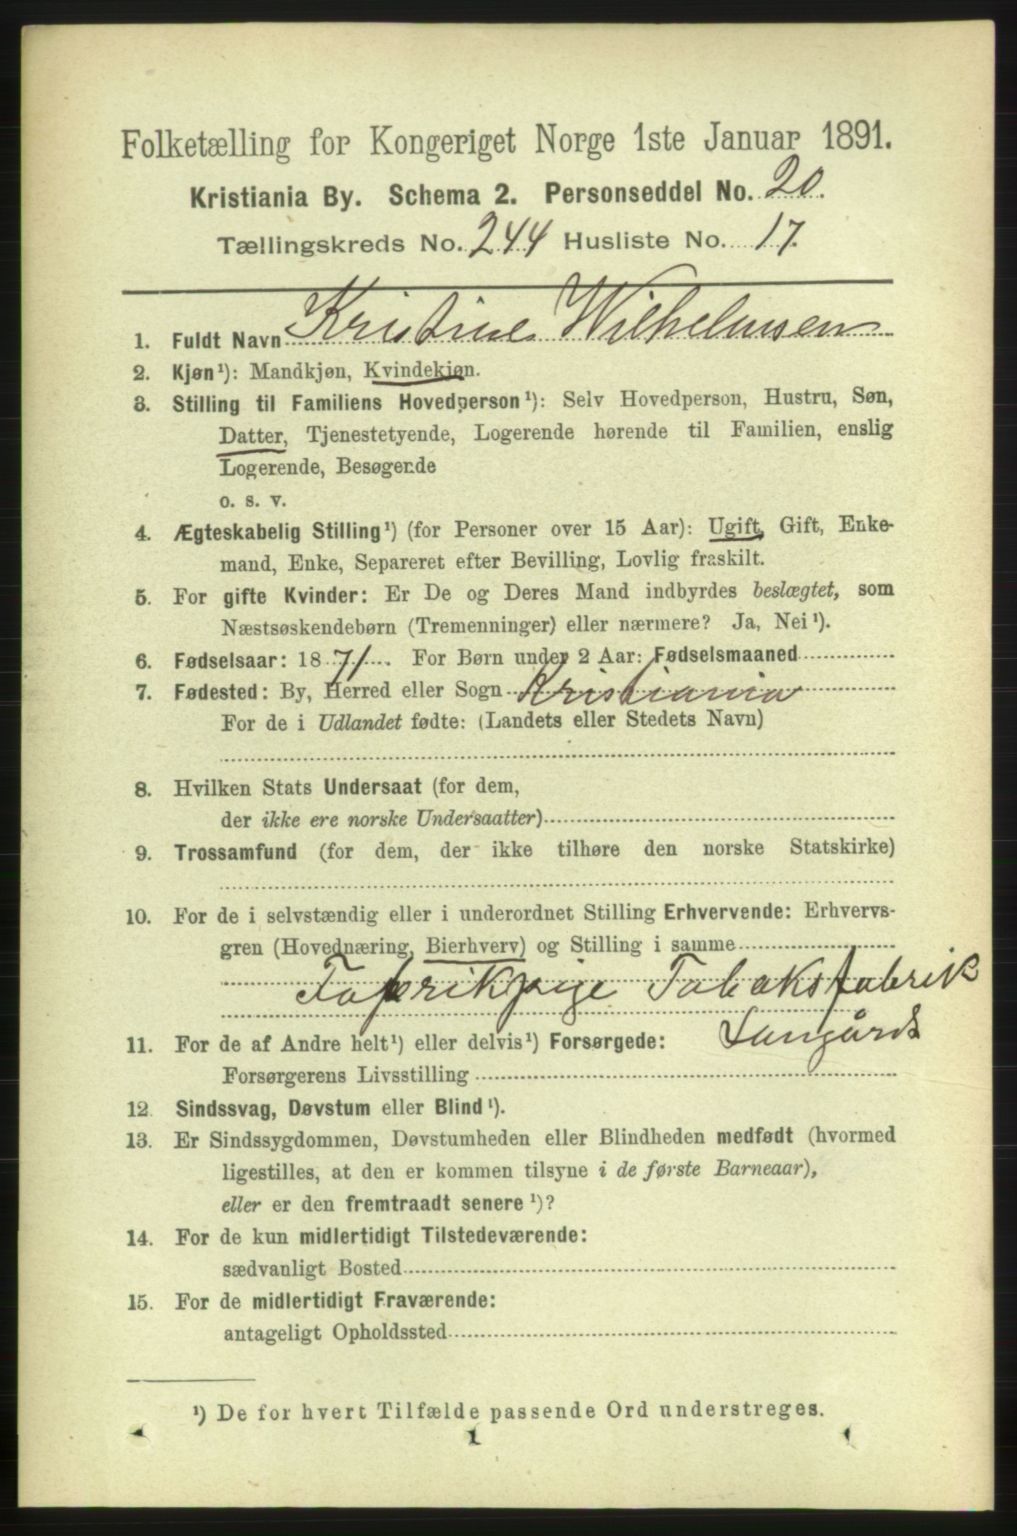 Folketælling for Kongeriget Norge 1ste Januar 1891.
Kristiania By. Schema 2. Personseddel No. 20.
Tællingskreds No. 244 Husliste No. 17.
1. Fuldt Navn Kristine Wilhelmsen
2. Kjøn¹): Mandkjøn, Kvindekjøn.
3. Stilling til Familiens Hovedperson¹): Selv Hovedperson, Hustru, Søn,
Datter, Tjenestetyende, Logerende hørende til Familien, enslig
Logerende, Besøgende
o. s. v.
4. Ægteskabelig Stilling¹) (for Personer over 15 Aar): Ugift, Gift, Enke-
mand, Enke, Separeret efter Bevilling, Lovlig fraskilt.
5. For gifte Kvinder: Er De og Deres Mand indbyrdes beslægtet, som
Næstsøskendebørn (Tremenninger) eller nærmere? Ja, Nei¹).
6. Fødselsaar: 1871. For Børn under 2 Aar: Fødselsmaaned
7. Fødested: By, Herred eller Sogn Kristiania
For de i Udlandet fødte: (Landets eller Stedets Navn)
8. Hvilken Stats Undersaat (for dem,
der ikke ere norske Undersaatter)
9. Trossamfund (for dem, der ikke tilhøre den norske Statskirke)
10. For de i selvstændig eller i underordnet Stilling Erhvervende: Erhvervs-
gren (Hovednæring, Bierhverv) og Stilling i samme
Fabrikpige Tobaksfabrik
Langårds
11. For de af Andre helt¹) eller delvis¹) Forsørgede:
Forsørgerens Livsstilling
12. Sindssvag, Døvstum eller Blind¹).
13. Er Sindssygdommen, Døvstumheden eller Blindheden medfødt (hvormed
ligestilles, at den er kommen tilsyne i de første Barneaar),
eller er den fremtraadt senere¹)?
14. For de kun midlertidigt Tilstedeværende:
sædvanligt Bosted
15. For de midlertidigt Fraværende:
antageligt Opholdssted
¹) De for hvert Tilfælde passende Ord understreges.
1